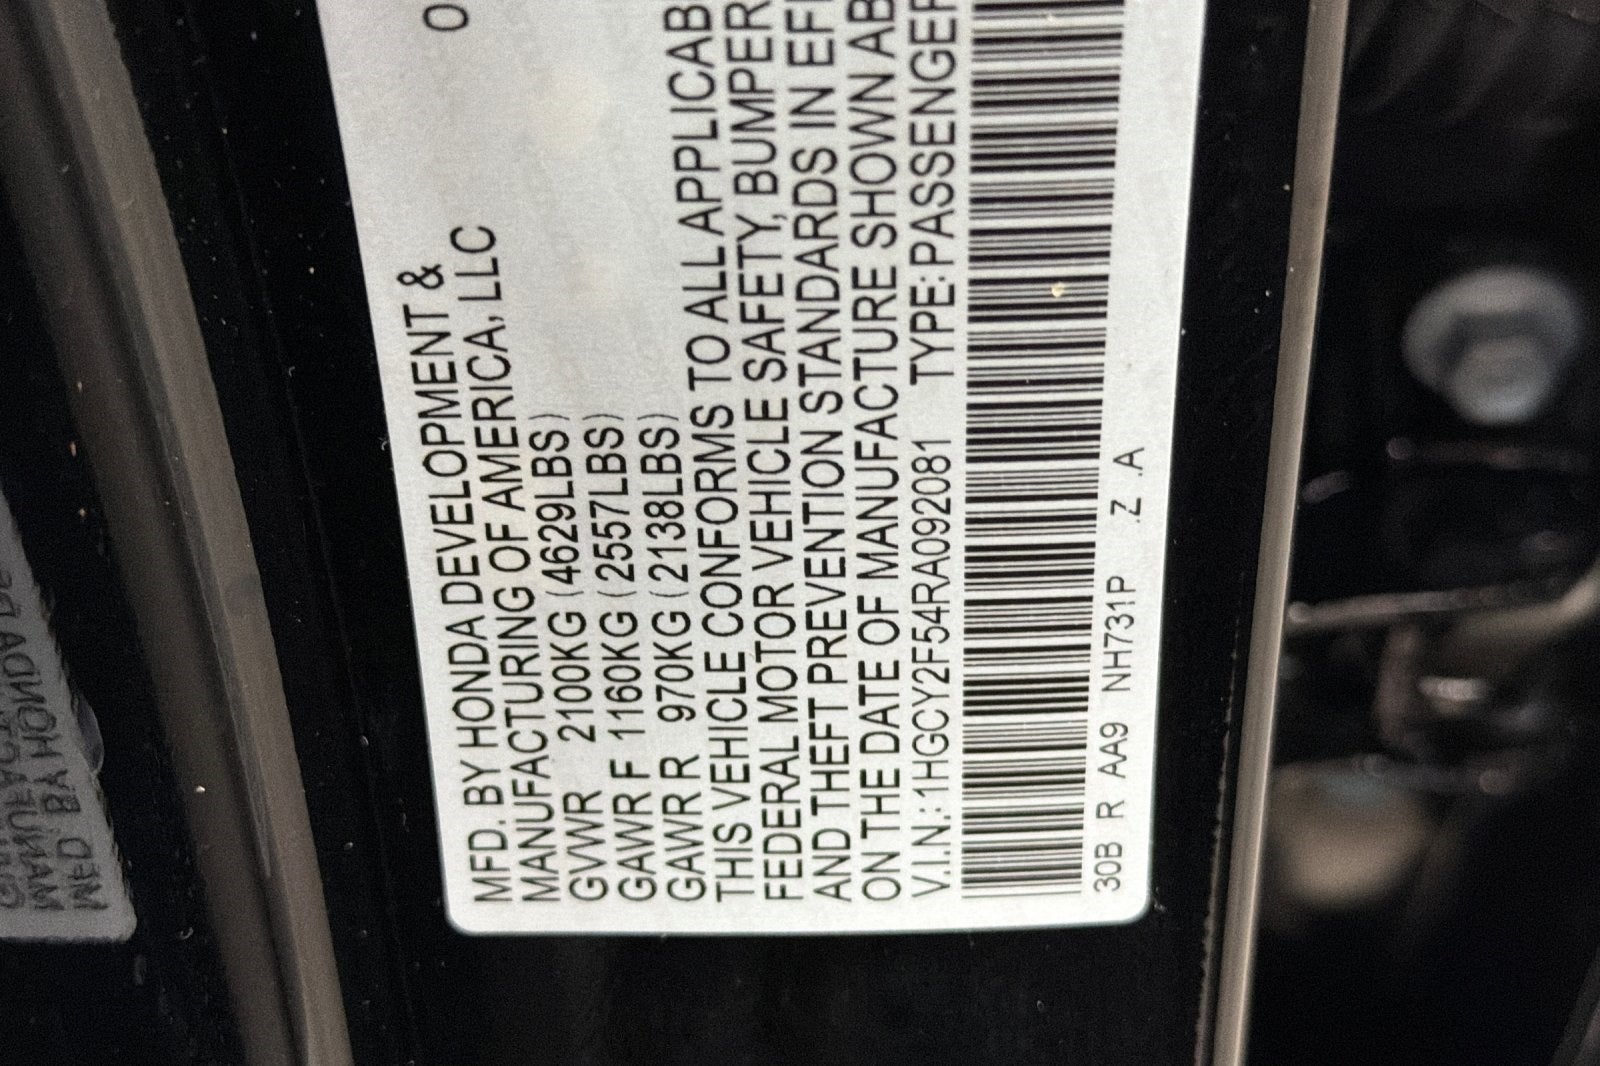 0
MFD. BY HONDA DEVELOPMENT &
MANUFACTURING OF AMERICA, LLC
GVWR 2100KG (4629LBS)
GAWR F 1160KG (2557LBS)
GAWR R 970KG (2138LBS)
THIS VEHICLE CONFORMS TO ALL APPLICAB
FEDERAL MOTOR VEHICLE SAFETY, BUMPER
AND THEFT PREVENTION STANDARDS IN EFF
ON THE DATE OF MANUFACTURE SHOWN AB
V.I.N.:1HGCY2F54RA092081 TYPE:PASSENGER
30B R AA9 NH731P .Z .A